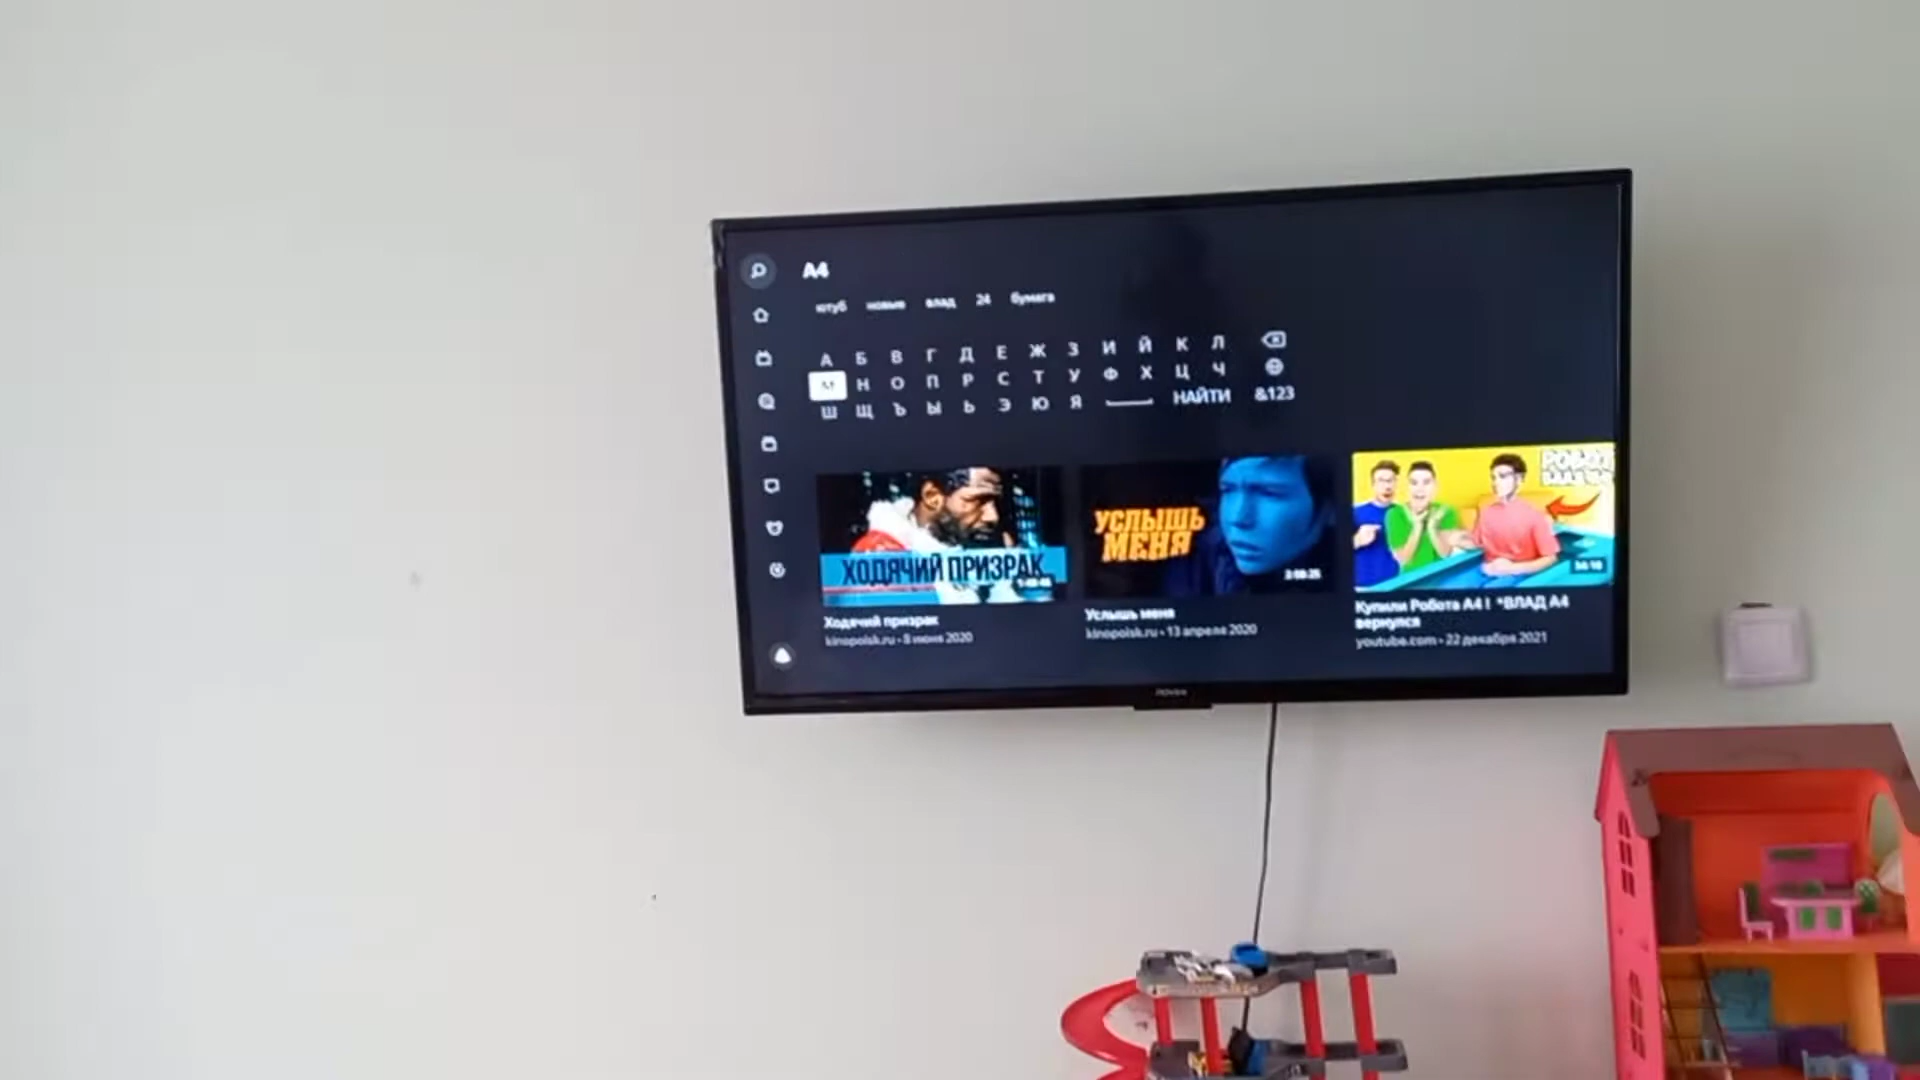 А4
ютуб новые влад 24 бумага
А Б В Г Д Е Ж З И Й К Л
М Н О П Р С Т У Ф Х Ц Ч
Ш Щ Ъ Ы Ь Э Ю Я НАЙТИ &123
ХОДЯЧИЙ ПРИЗРАК
Ходячий призрак
kinopoisk.ru • 8 июня 2020
УСЛЫШЬ
МЕНЯ
Услышь меня
kinopoisk.ru • 13 апреля 2020
РОБОТ
Купили Робота А4 ! *ВЛАД А4
вернулся
youtube.com • 22 декабря 2021